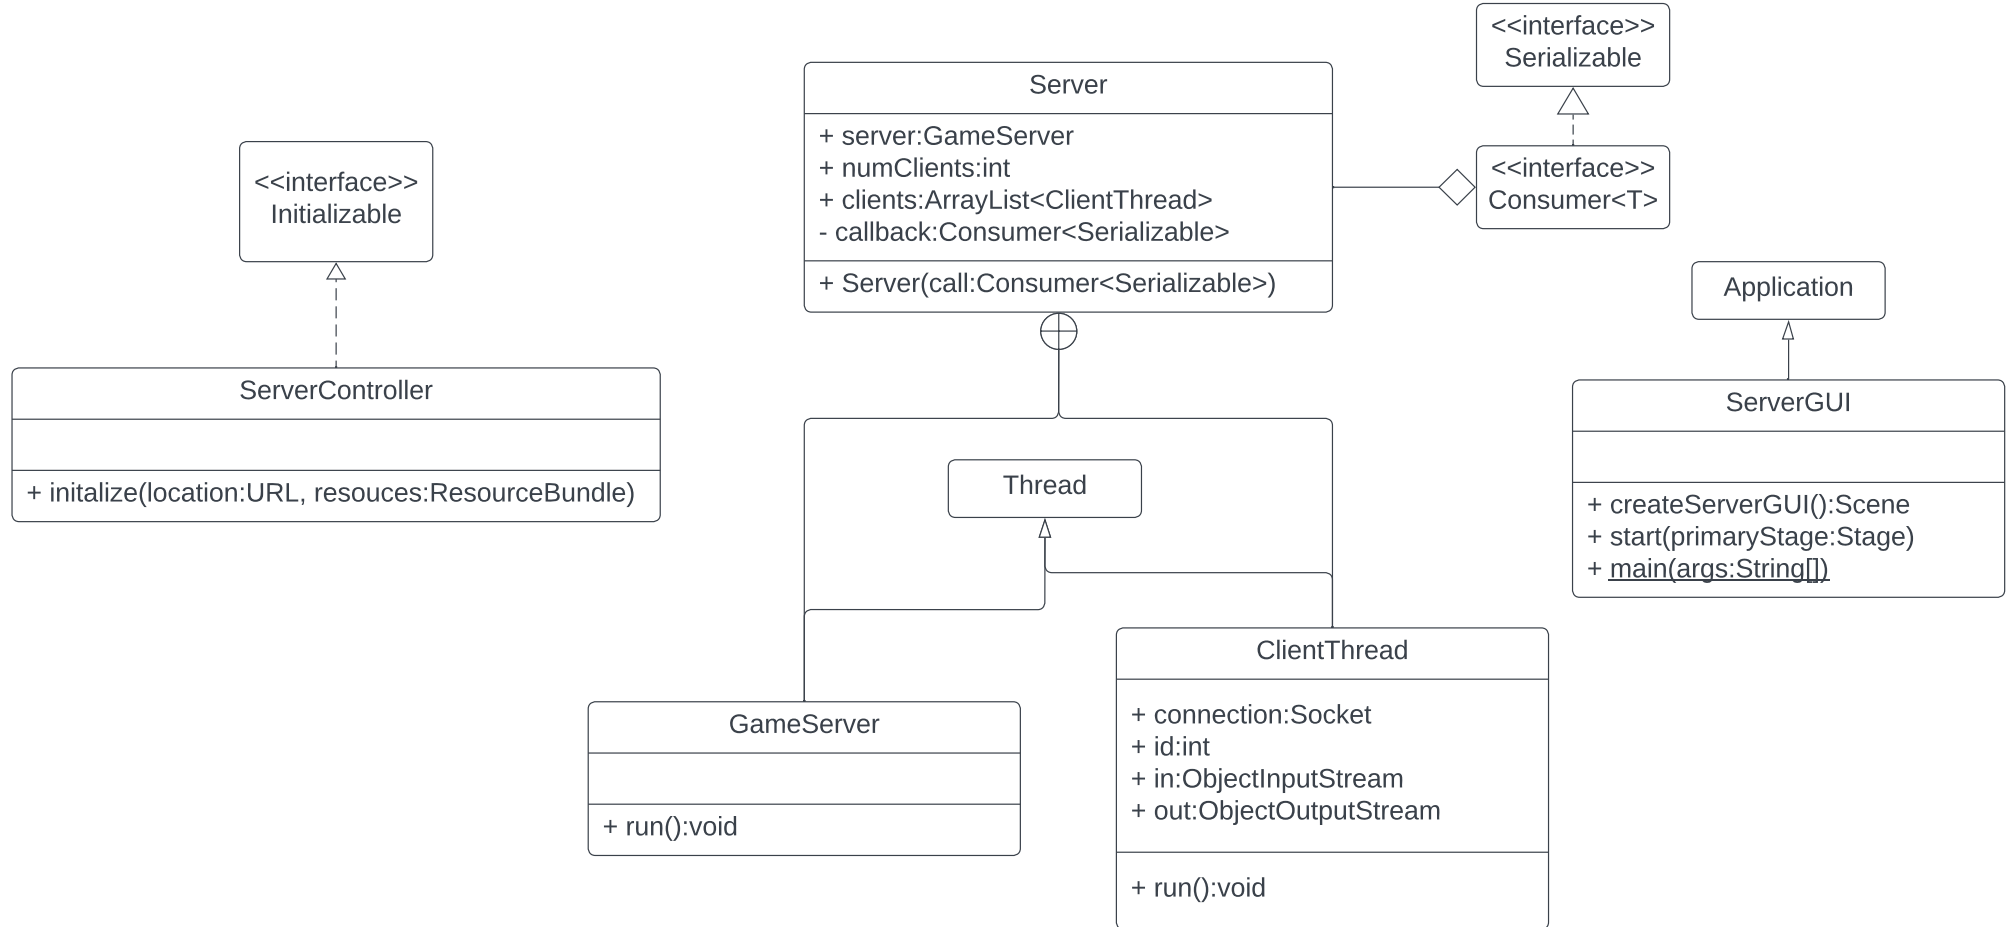 <<interface>>
Serializable
Server
+ server:GameServer
+ numClients:int
+ clients:ArrayList<ClientThread>
- callback:Consumer<Serializable>
+ Server(call:Consumer<Serializable>)
<<interface>>
Consumer<T>
<<interface>>
Initializable
Application
ServerController
+ initalize(location:URL, resouces:ResourceBundle)
ServerGUI
+ createServerGUI():Scene
+ start(primaryStage:Stage)
+ main(args:String[])
Thread
GameServer
+ run():void
ClientThread
+ connection:Socket
+ id:int
+ in:ObjectInputStream
+ out:ObjectOutputStream
+ run():void